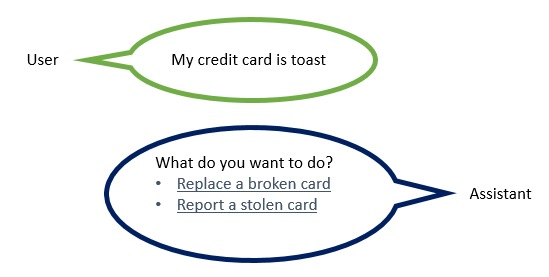 User
My credit card is toast
What do you want to do?
• Replace a broken card
• Report a stolen card
Assistant